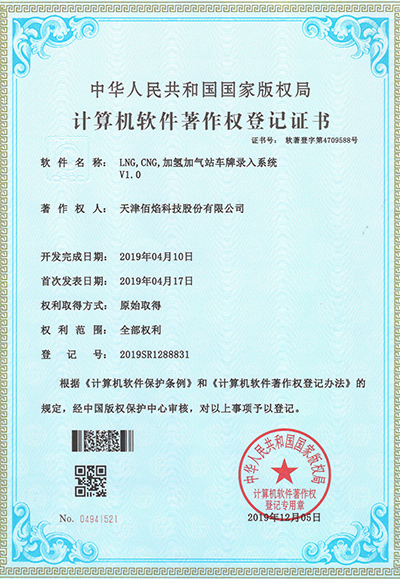 中华人民共和国国家版权局
计算机软件著作权登记证书
证书号： 软著登字第4709588号
软件名称： LNG,CNG,加氢加气站车牌录入系统
V1.0
著作权人： 天津佰焰科技股份有限公司
开发完成日期： 2019年04月10日
首次发表日期： 2019年04月17日
权利取得方式： 原始取得
权利范围： 全部权利
登记号： 2019SR1288831
根据《计算机软件保护条例》和《计算机软件著作权登记办法》的
规定，经中国版权保护中心审核，对以上事项予以登记。
中华人民共和国国家版权局
计算机软件著作权
登记专用章
No. 04941521
2019年12月05日